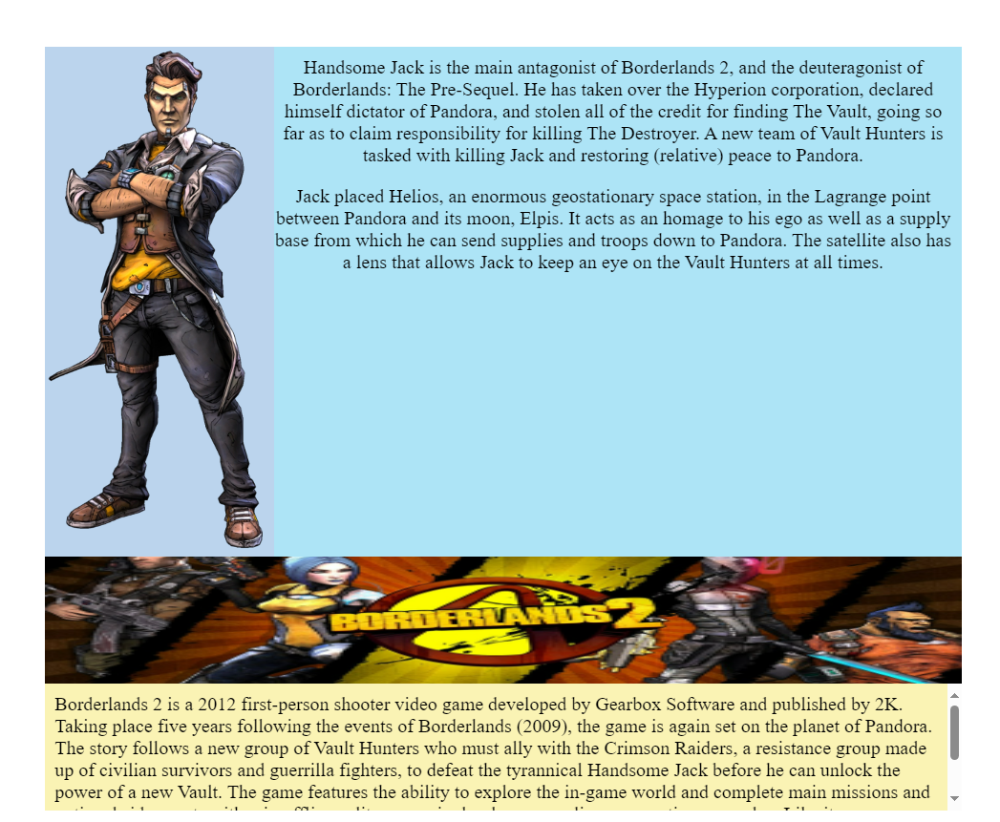 Handsome Jack is the main antagonist of Borderlands 2, and the deuteragonist of
Borderlands: The Pre-Sequel. He has taken over the Hyperion corporation, declared
himself dictator of Pandora, and stolen all of the credit for finding The Vault, going so
far as to claim responsibility for killing The Destroyer. A new team of Vault Hunters is
tasked with killing Jack and restoring (relative) peace to Pandora.
Jack placed Helios, an enormous geostationary space station, in the Lagrange point
between Pandora and its moon, Elpis. It acts as an homage to his ego as well as a supply
base from which he can send supplies and troops down to Pandora. The satellite also has
a lens that allows Jack to keep an eye on the Vault Hunters at all times.
BORDERLANDS 2
Borderlands 2 is a 2012 first-person shooter video game developed by Gearbox Software and published by 2K.
Taking place five years following the events of Borderlands (2009), the game is again set on the planet of Pandora.
The story follows a new group of Vault Hunters who must ally with the Crimson Raiders, a resistance group made
up of civilian survivors and guerrilla fighters, to defeat the tyrannical Handsome Jack before he can unlock the
power of a new Vault. The game features the ability to explore the in-game world and complete main missions and